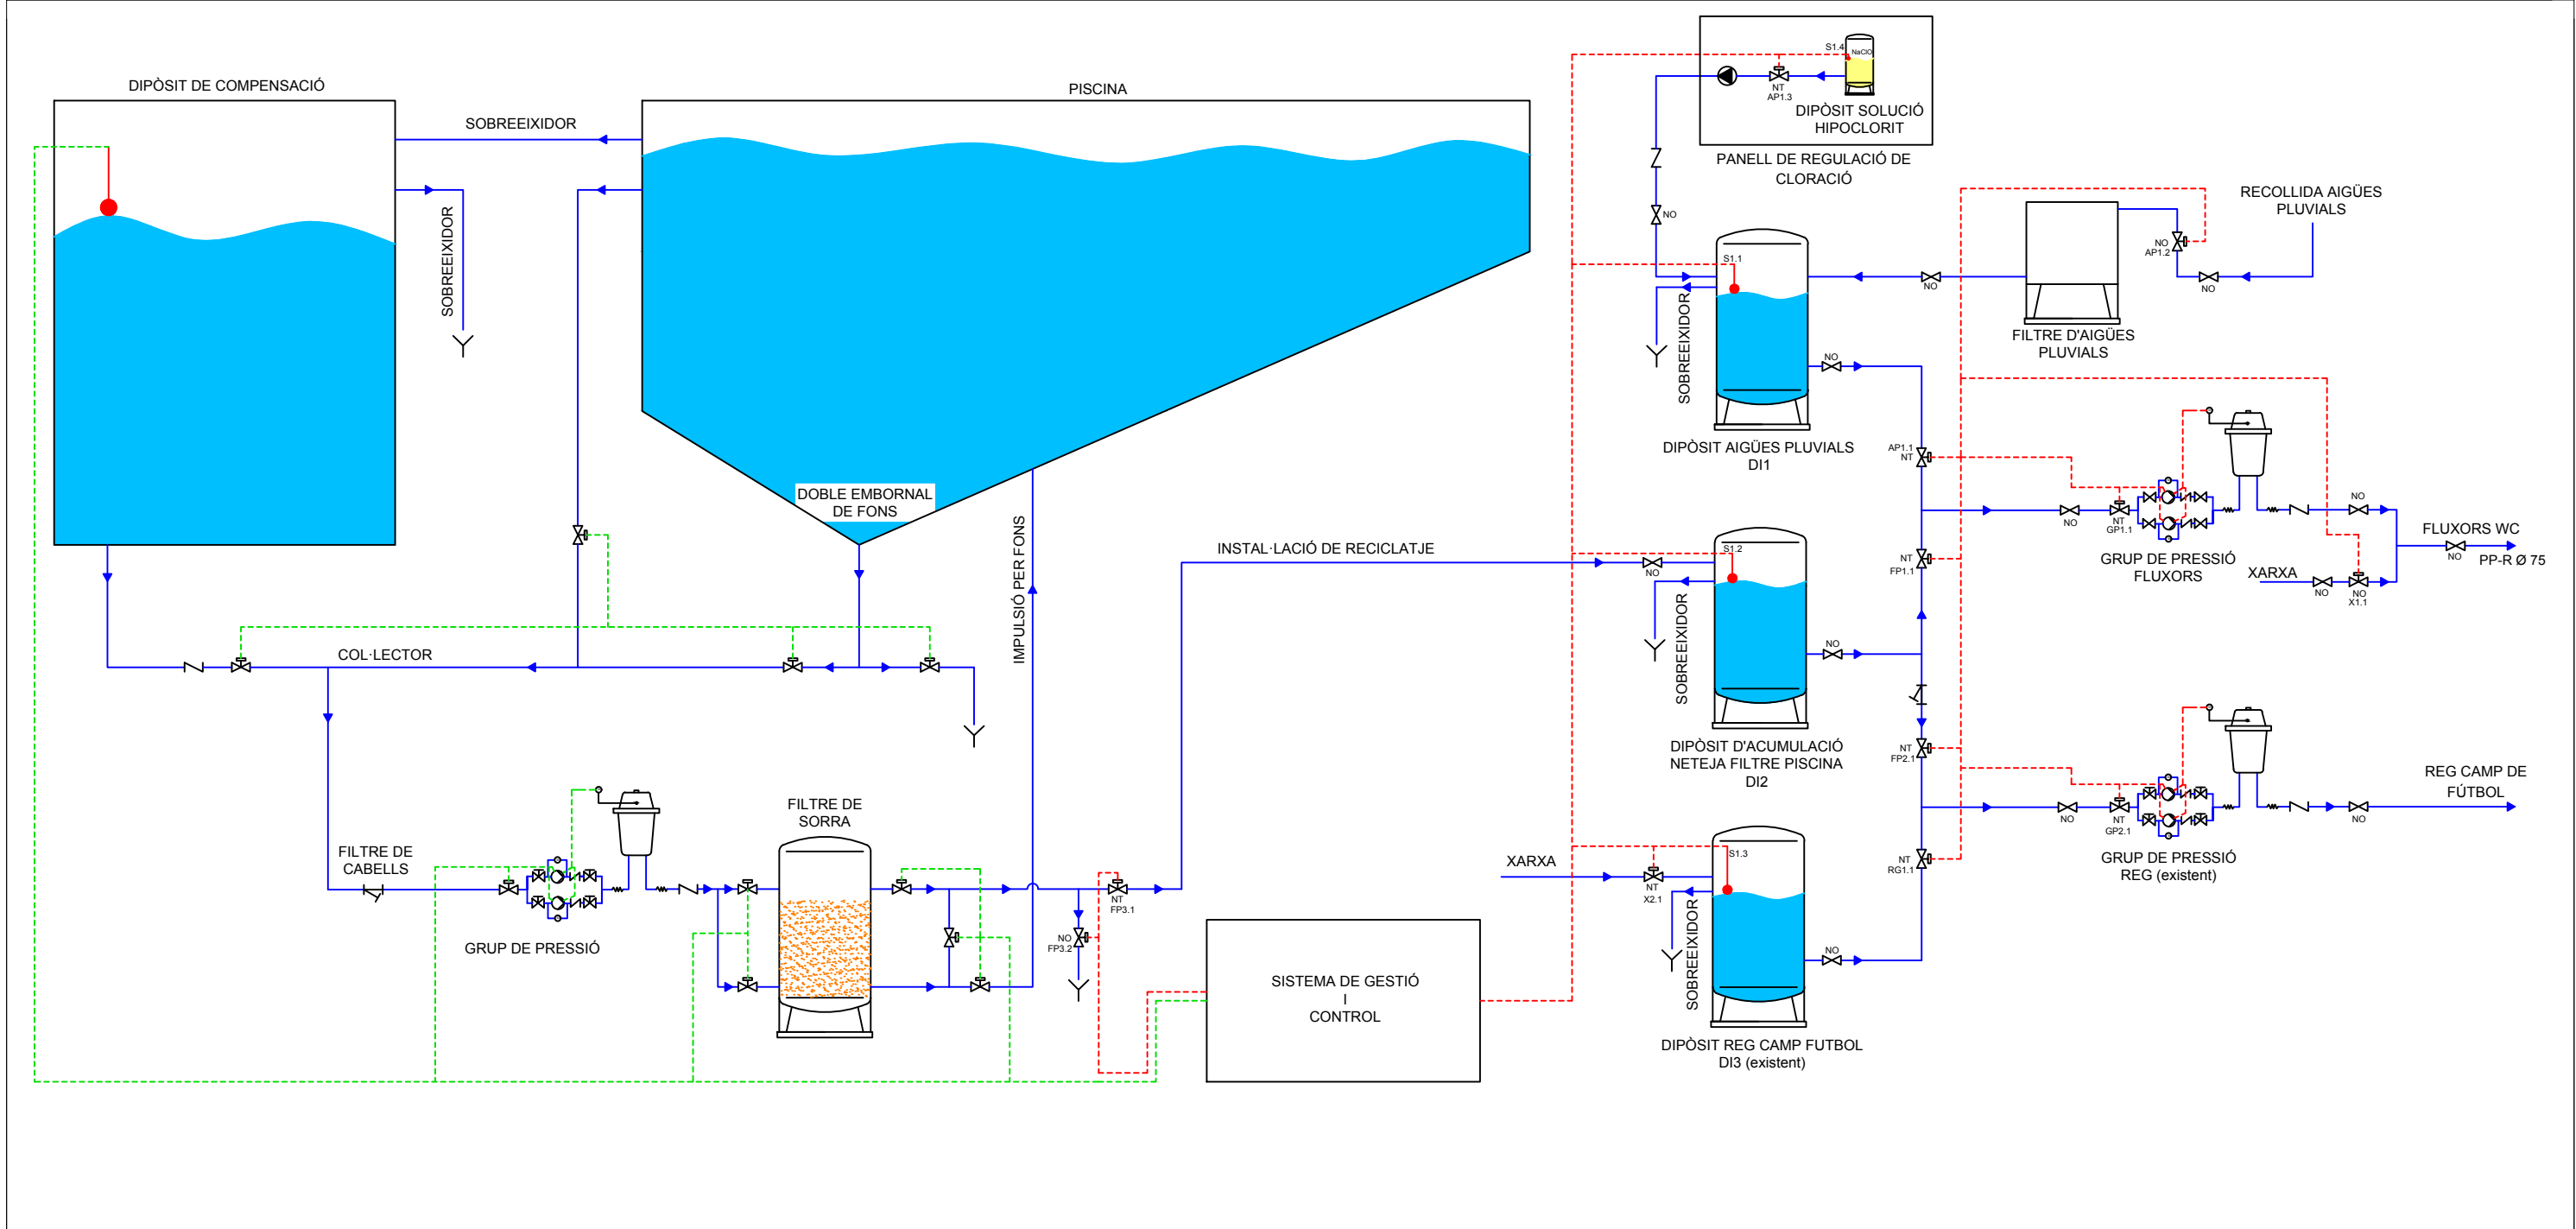 DIPÒSIT DE COMPENSACIÓ
SOBREEIXIDOR
SOBREEIXIDOR
PISCINA
DOBLE EMBORNAL
DE FONS
IMPULSIÓ PER FONS
COL·LECTOR
FILTRE DE
CABELLS
GRUP DE PRESSIÓ
FILTRE DE
SORRA
NT
FP3.1
NO
FP3.2
INSTAL·LACIÓ DE RECICLATJE
SISTEMA DE GESTIÓ
I
CONTROL
S1.4
NaClO
NT
AP1.3
DIPÒSIT SOLUCIÓ
HIPOCLORIT
PANELL DE REGULACIÓ DE
CLORACIÓ
NO
S1.1
SOBREEIXIDOR
NO
NO
DIPÒSIT AIGÜES PLUVIALS
DI1
RECOLLIDA AIGÜES
PLUVIALS
NO
AP1.2
NO
FILTRE D'AIGÜES
PLUVIALS
NO
S1.2
SOBREEIXIDOR
NO
DIPÒSIT D'ACUMULACIÓ
NETEJA FILTRE PISCINA
DI2
XARXA
NT
X2.1
S1.3
SOBREEIXIDOR
NO
DIPÒSIT REG CAMP FUTBOL
DI3 (existent)
AP1.1
NT
NT
FP1.1
NT
FP2.1
NT
RG1.1
NO
NT
GP1.1
GRUP DE PRESSIÓ
FLUXORS
NO
XARXA
NO
NO
X1.1
FLUXORS WC
NO
PP-R Ø 75
NO
NT
GP2.1
GRUP DE PRESSIÓ
REG (existent)
NO
REG CAMP DE
FÚTBOL